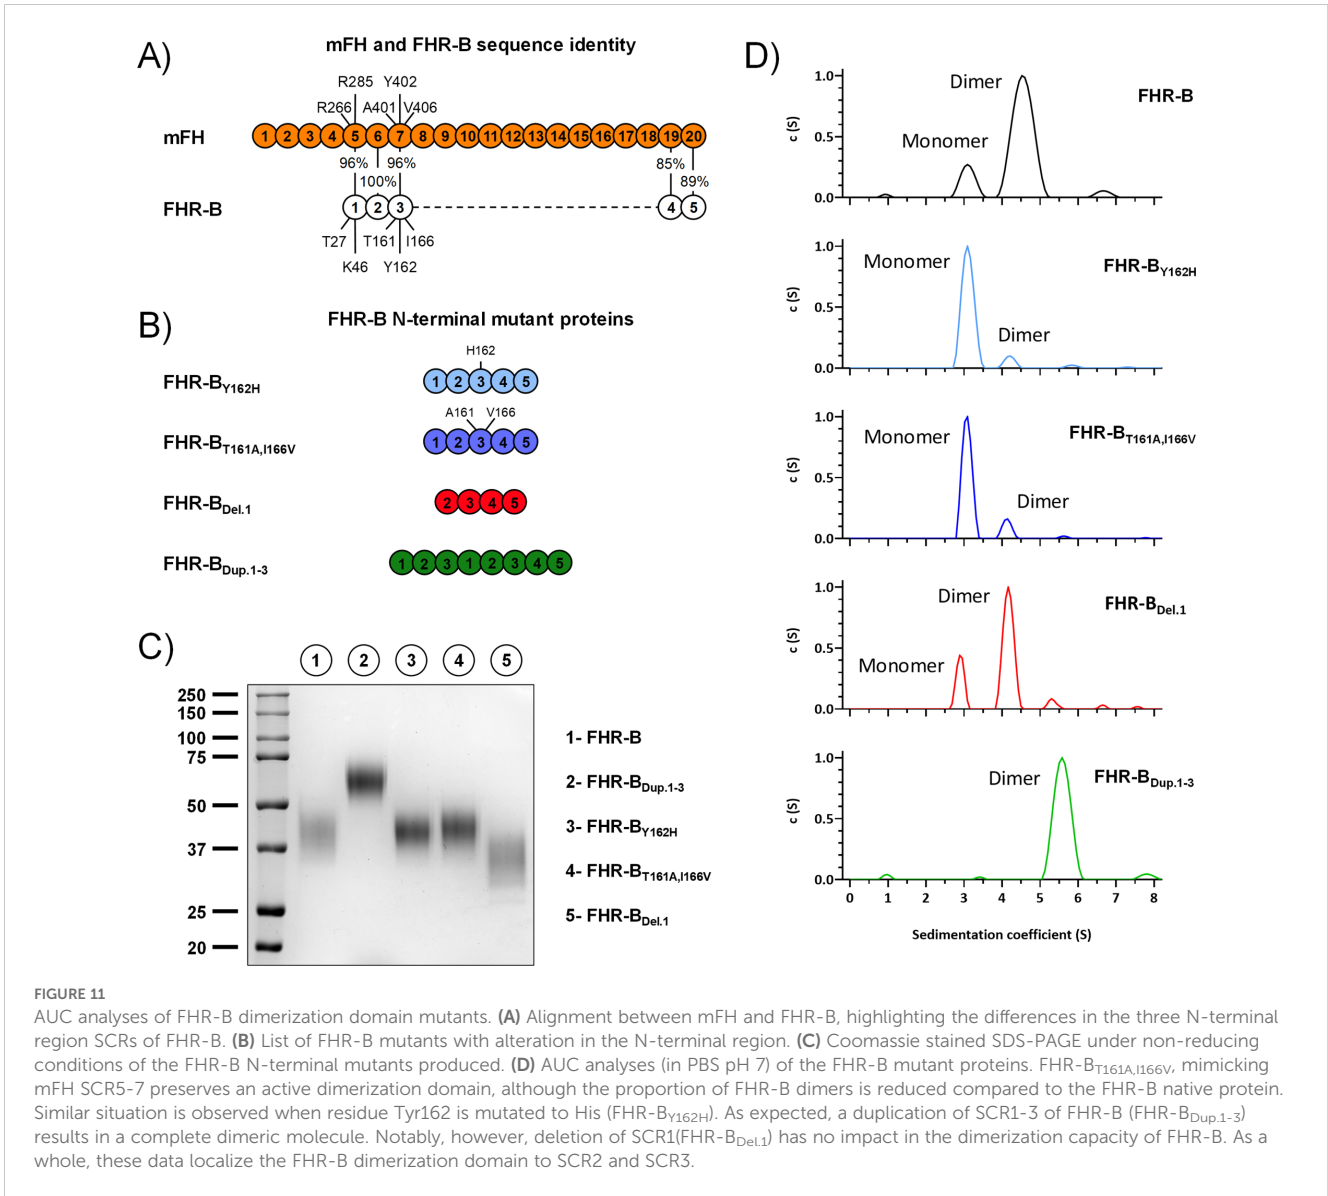 A)
mFH and FHR-B sequence identity
R285 Y402
R266 A401 V406
mFH
1 2 3 4 5 6 7 8 9 10 11 12 13 14 15 16 17 18 19 20
96% 96% 85%
100% 89%
FHR-B
1 2 3 4 5
T27 T161 I166
K46 Y162
B)
FHR-B N-terminal mutant proteins
H162
FHR-BY162H
1 2 3 4 5
A161 V166
FHR-BT161A,I166V
1 2 3 4 5
FHR-BDel.1
2 3 4 5
FHR-BDup.1-3
1 2 3 1 2 3 4 5
C)
1 2 3 4 5
250
150
100
75
50
37
25
20
1- FHR-B
2- FHR-BDup.1-3
3- FHR-BY162H
4- FHR-BT161A,I166V
5- FHR-BDel.1
D)
FHR-B
Dimer
Monomer
c (S)
1.0
0.5
0.0
FHR-BY162H
Monomer
Dimer
c (S)
1.0
0.5
0.0
FHR-BT161A,I166V
Monomer
Dimer
c (S)
1.0
0.5
0.0
FHR-BDel.1
Dimer
Monomer
c (S)
1.0
0.5
0.0
FHR-BDup.1-3
Dimer
c (S)
1.0
0.5
0.0
0 1 2 3 4 5 6 7 8
Sedimentation coefficient (S)
FIGURE 11
AUC analyses of FHR-B dimerization domain mutants. (A) Alignment between mFH and FHR-B, highlighting the differences in the three N-terminal
region SCRs of FHR-B. (B) List of FHR-B mutants with alteration in the N-terminal region. (C) Coomassie stained SDS-PAGE under non-reducing
conditions of the FHR-B N-terminal mutants produced. (D) AUC analyses (in PBS pH 7) of the FHR-B mutant proteins. FHR-BT161A,I166V, mimicking
mFH SCR5-7 preserves an active dimerization domain, although the proportion of FHR-B dimers is reduced compared to the FHR-B native protein.
Similar situation is observed when residue Tyr162 is mutated to His (FHR-BY162H). As expected, a duplication of SCR1-3 of FHR-B (FHR-BDup.1-3)
results in a complete dimeric molecule. Notably, however, deletion of SCR1(FHR-BDel.1) has no impact in the dimerization capacity of FHR-B. As a
whole, these data localize the FHR-B dimerization domain to SCR2 and SCR3.